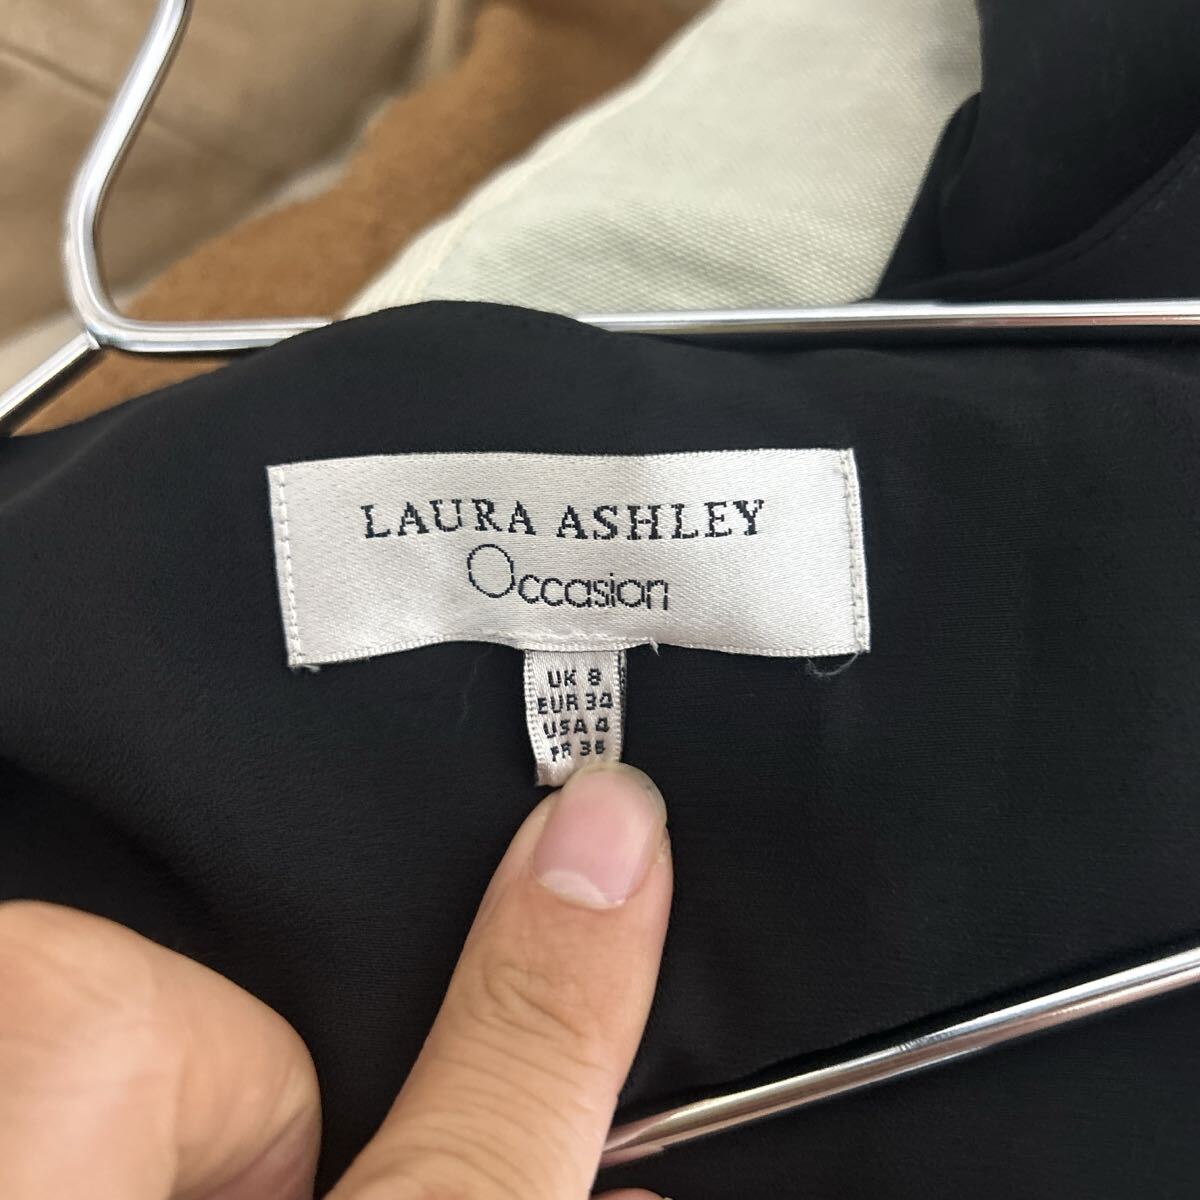 LAURA ASHLEY
Occasion
UK 8
EUR 34
USA 4
FR 36